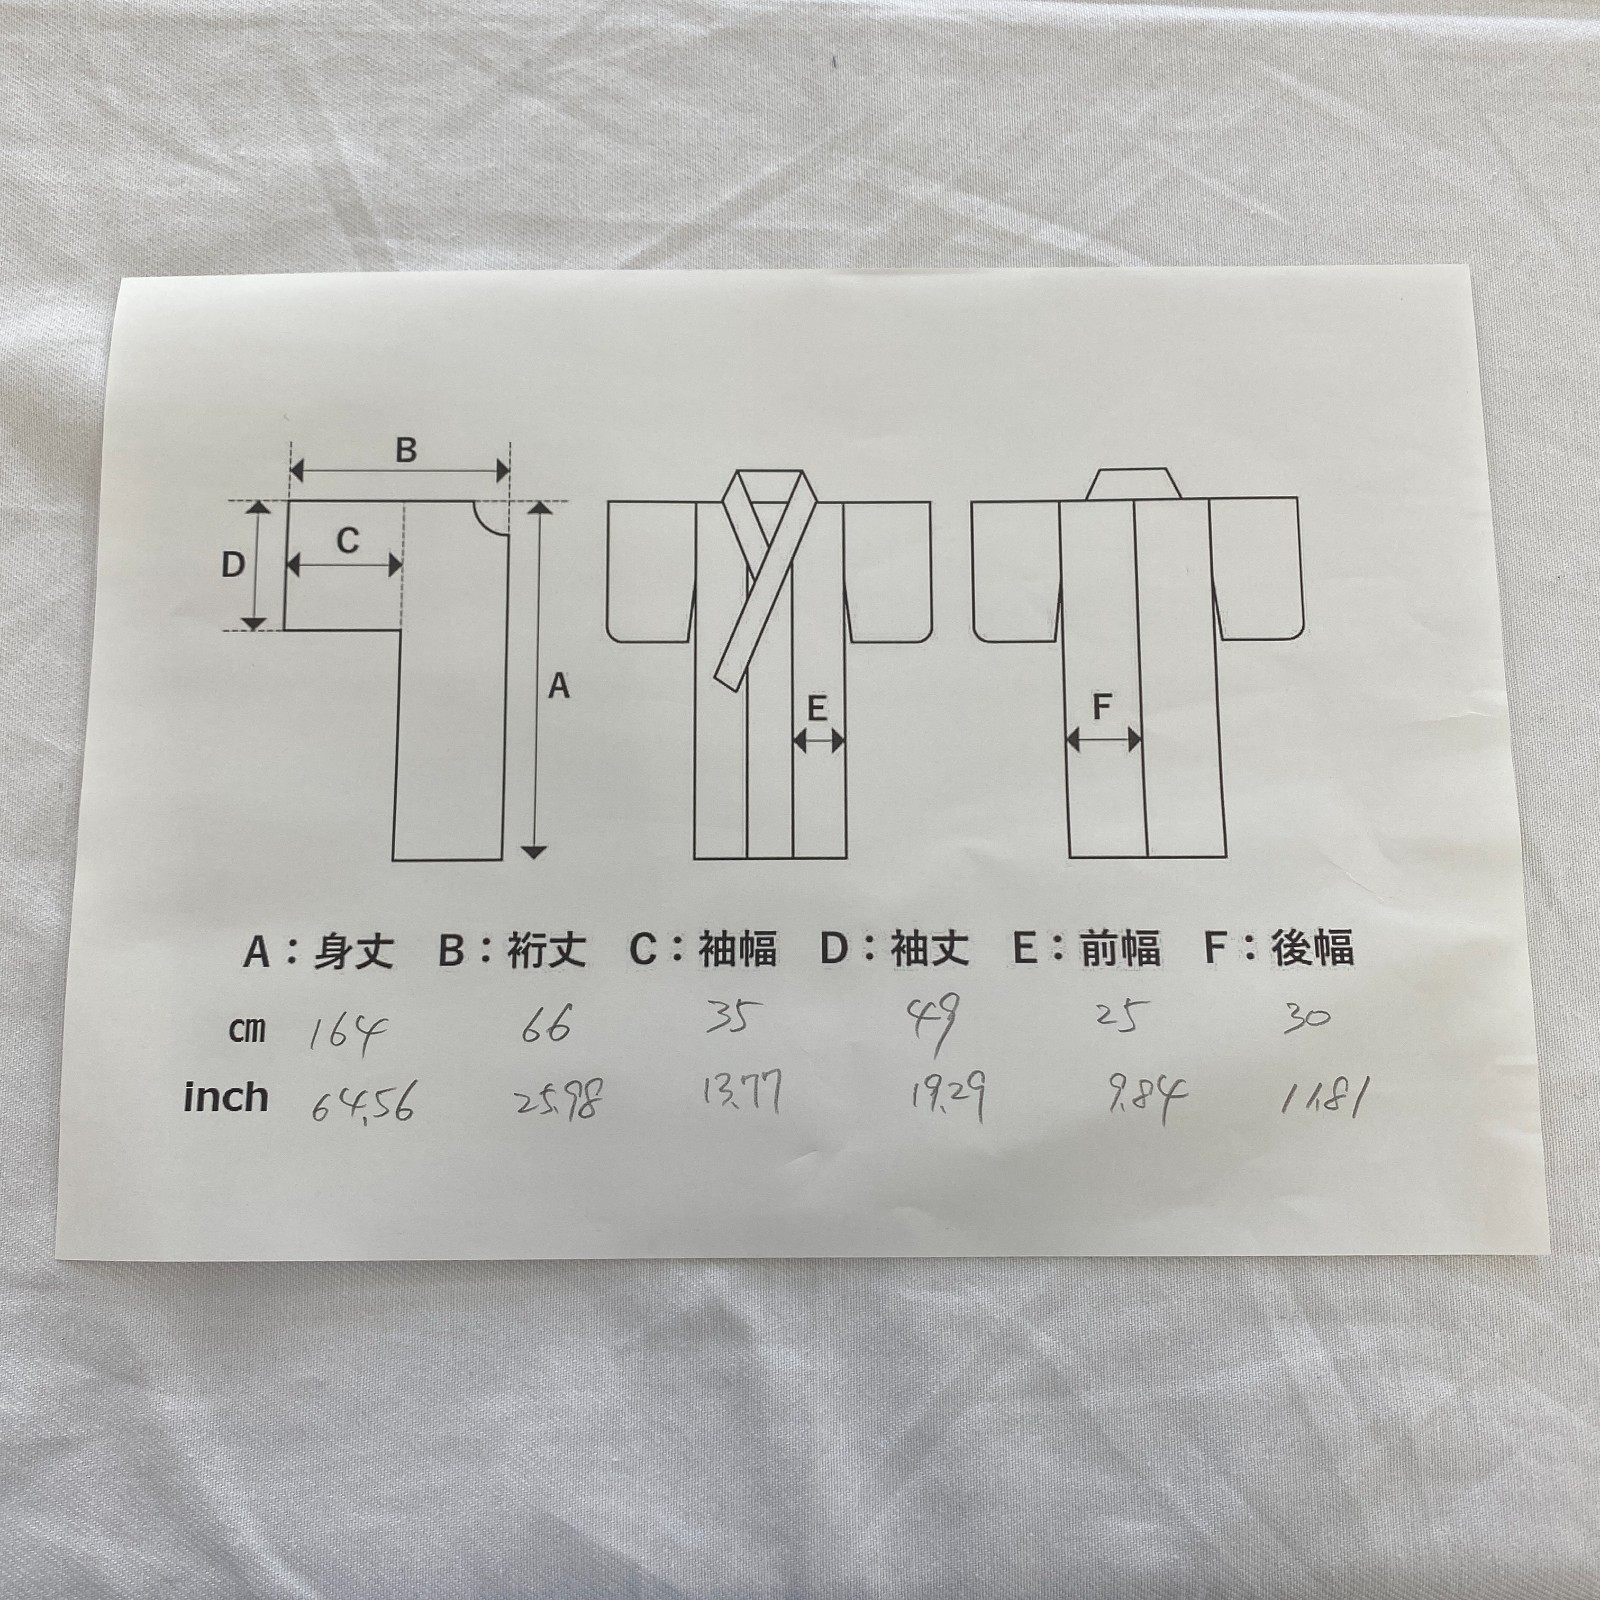 B
C
D
A
E
F
A：身丈 B：裄丈 C：袖幅 D：袖丈 E：前幅 F：後幅
cm 164 66 35 49 25 30
inch 64.56 25.98 13.77 19.29 9.84 11.81